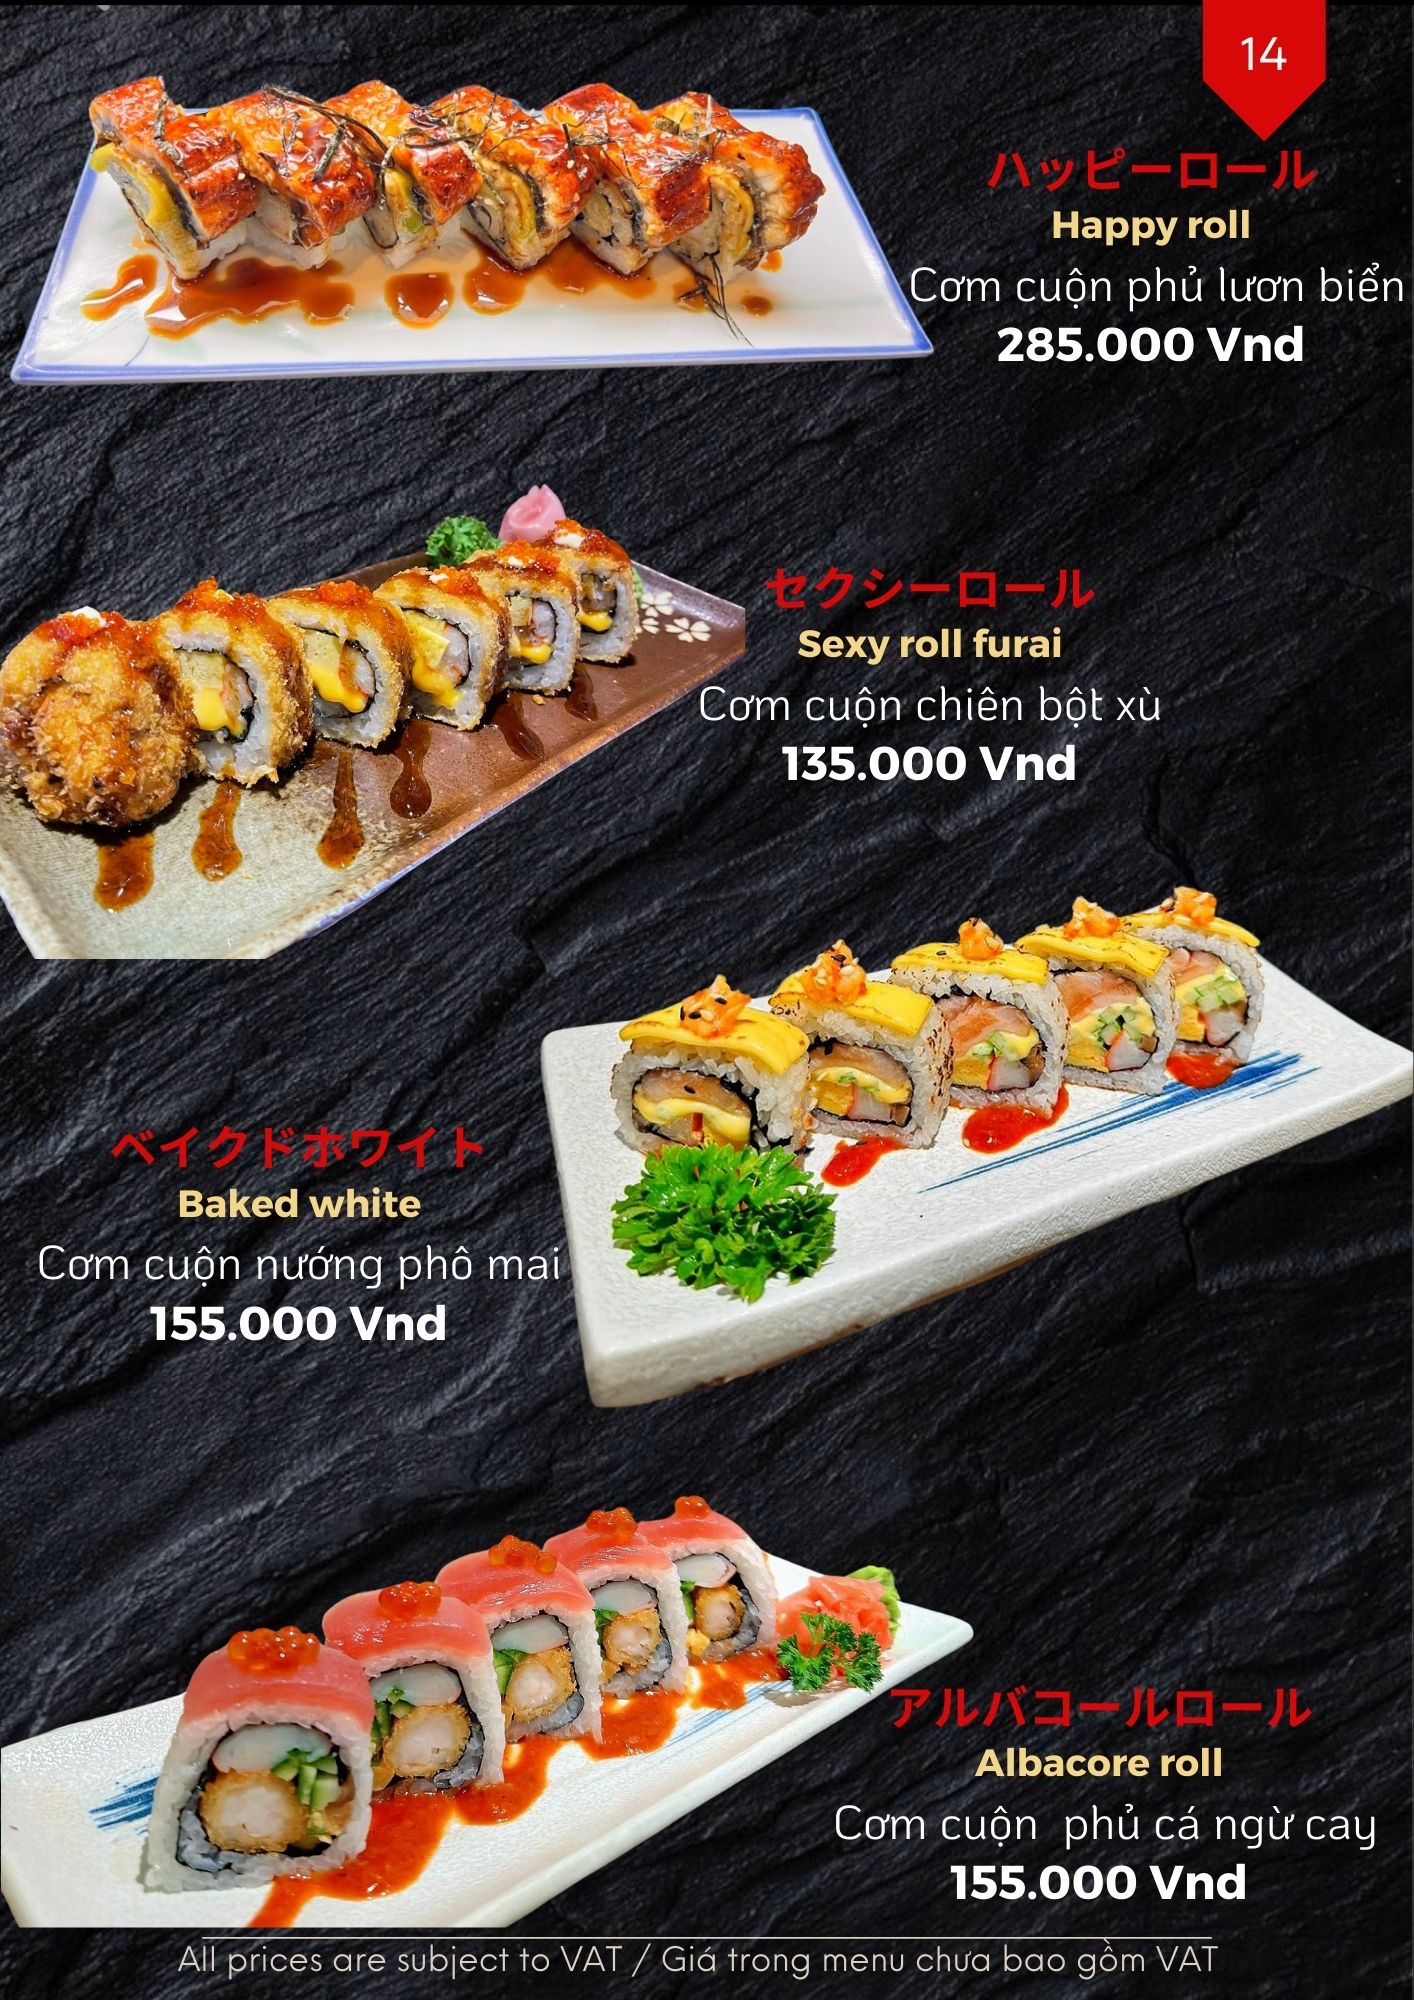 14
ハッピーロール
Happy roll
Cơm cuộn phủ lươn biển
285.000 Vnd
セクシーロール
Sexy roll furai
Cơm cuộn chiên bột xù
135.000 Vnd
ベイクドホワイト
Baked white
Cơm cuộn nướng phô mai
155.000 Vnd
アルバコールロール
Albacore roll
Cơm cuộn phủ cá ngừ cay
155.000 Vnd
All prices are subject to VAT / Giá trong menu chưa bao gồm VAT